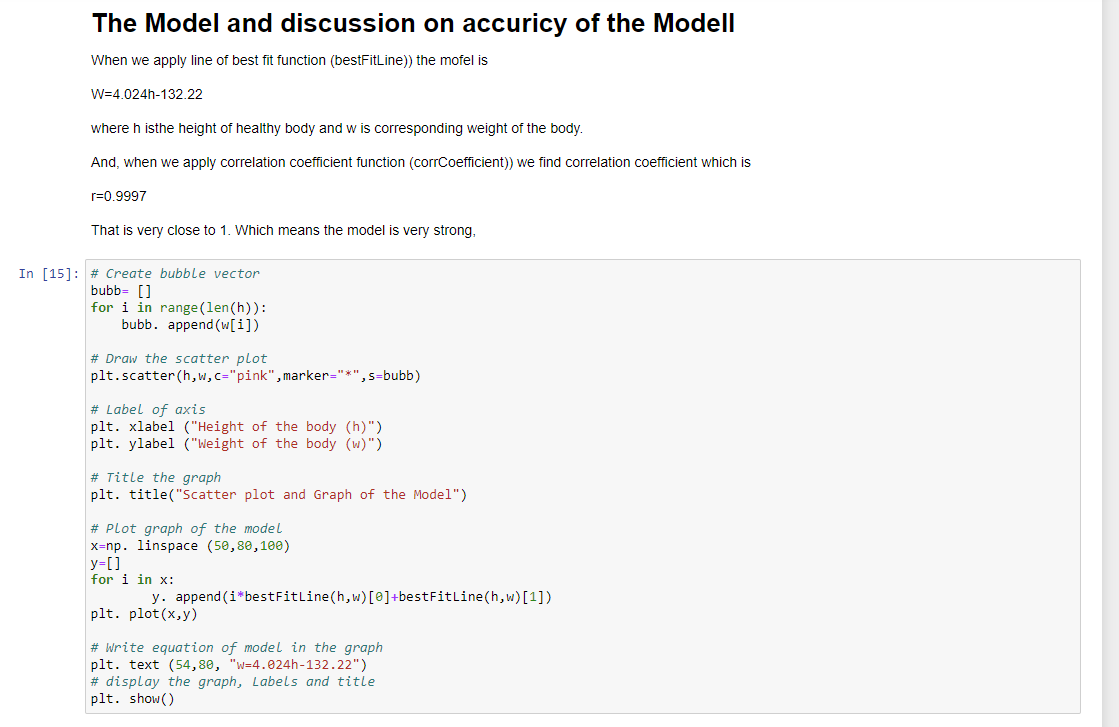 The Model and discussion on accuricy of the Modell
When we apply line of best fit function (bestFitLine)) the mofel is
W=4.024h-132.22
where h isthe height of healthy body and w is corresponding weight of the body.
And, when we apply correlation coefficient function (corrCoefficient)) we find correlation coefficient which is
r=0.9997
That is very close to 1. Which means the model is very strong,
In [15]: # Create bubble vector
bubb= []
for i in range(len(h)):
    bubb. append(w[i])
# Draw the scatter plot
plt.scatter(h,w,c="pink",marker="*",s=bubb)
# Label of axis
plt. xlabel ("Height of the body (h)")
plt. ylabel ("Weight of the body (w)")
# Title the graph
plt. title("Scatter plot and Graph of the Model")
# Plot graph of the model
x=np. linspace (50,80,100)
y=[]
for i in x:
        y. append(i*bestFitLine(h,w)[0]+bestFitLine(h,w)[1])
plt. plot(x,y)
# Write equation of model in the graph
plt. text (54,80, "w=4.024h-132.22")
# display the graph, Labels and title
plt. show()